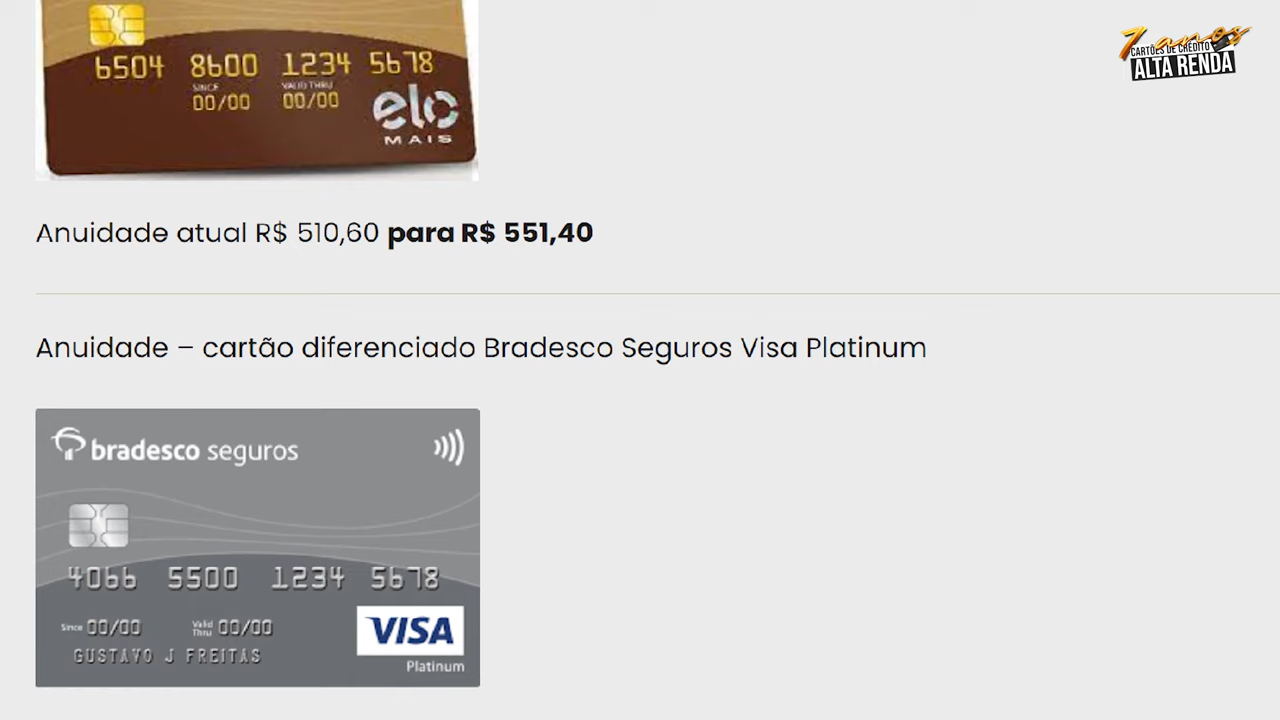 7 anos
CARTÕES DE CRÉDITO
ALTA RENDA
6504 8600 1234 5678
SINCE VALID THRU
00/00 00/00
elo
MAIS
Anuidade atual R$ 510,60 para R$ 551,40
Anuidade – cartão diferenciado Bradesco Seguros Visa Platinum
bradesco seguros
4066 5500 1234 5678
Since 00/00 Valid Thru 00/00
VISA
GUSTAVO J FREITAS
Platinum